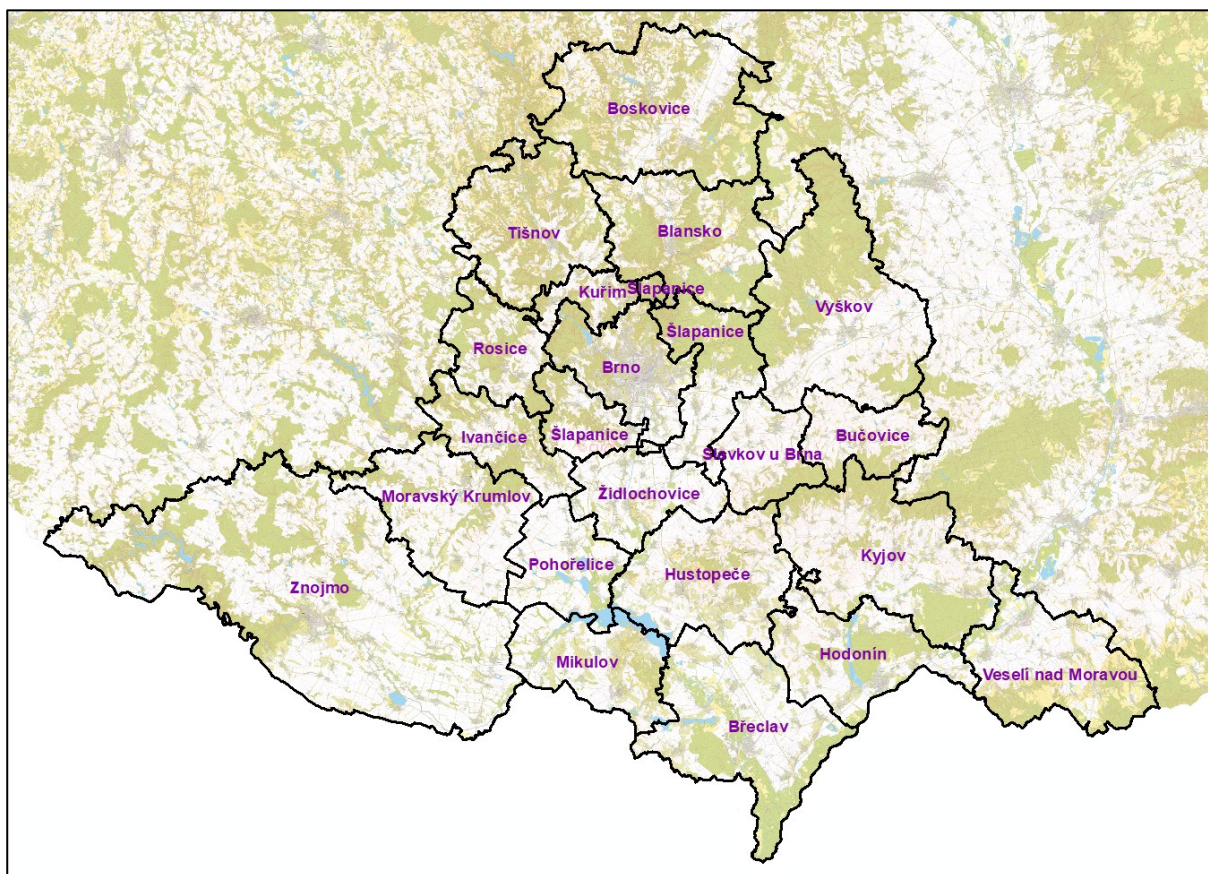 Boskovice
Tišnov
Blansko
Kuřim
Šlapanice
Vyškov
Šlapanice
Rosice
Brno
Ivančice
Šlapanice
Slavkov u Brna
Bučovice
Moravský Krumlov
Židlochovice
Pohořelice
Hustopeče
Kyjov
Znojmo
Mikulov
Hodonín
Veselí nad Moravou
Břeclav